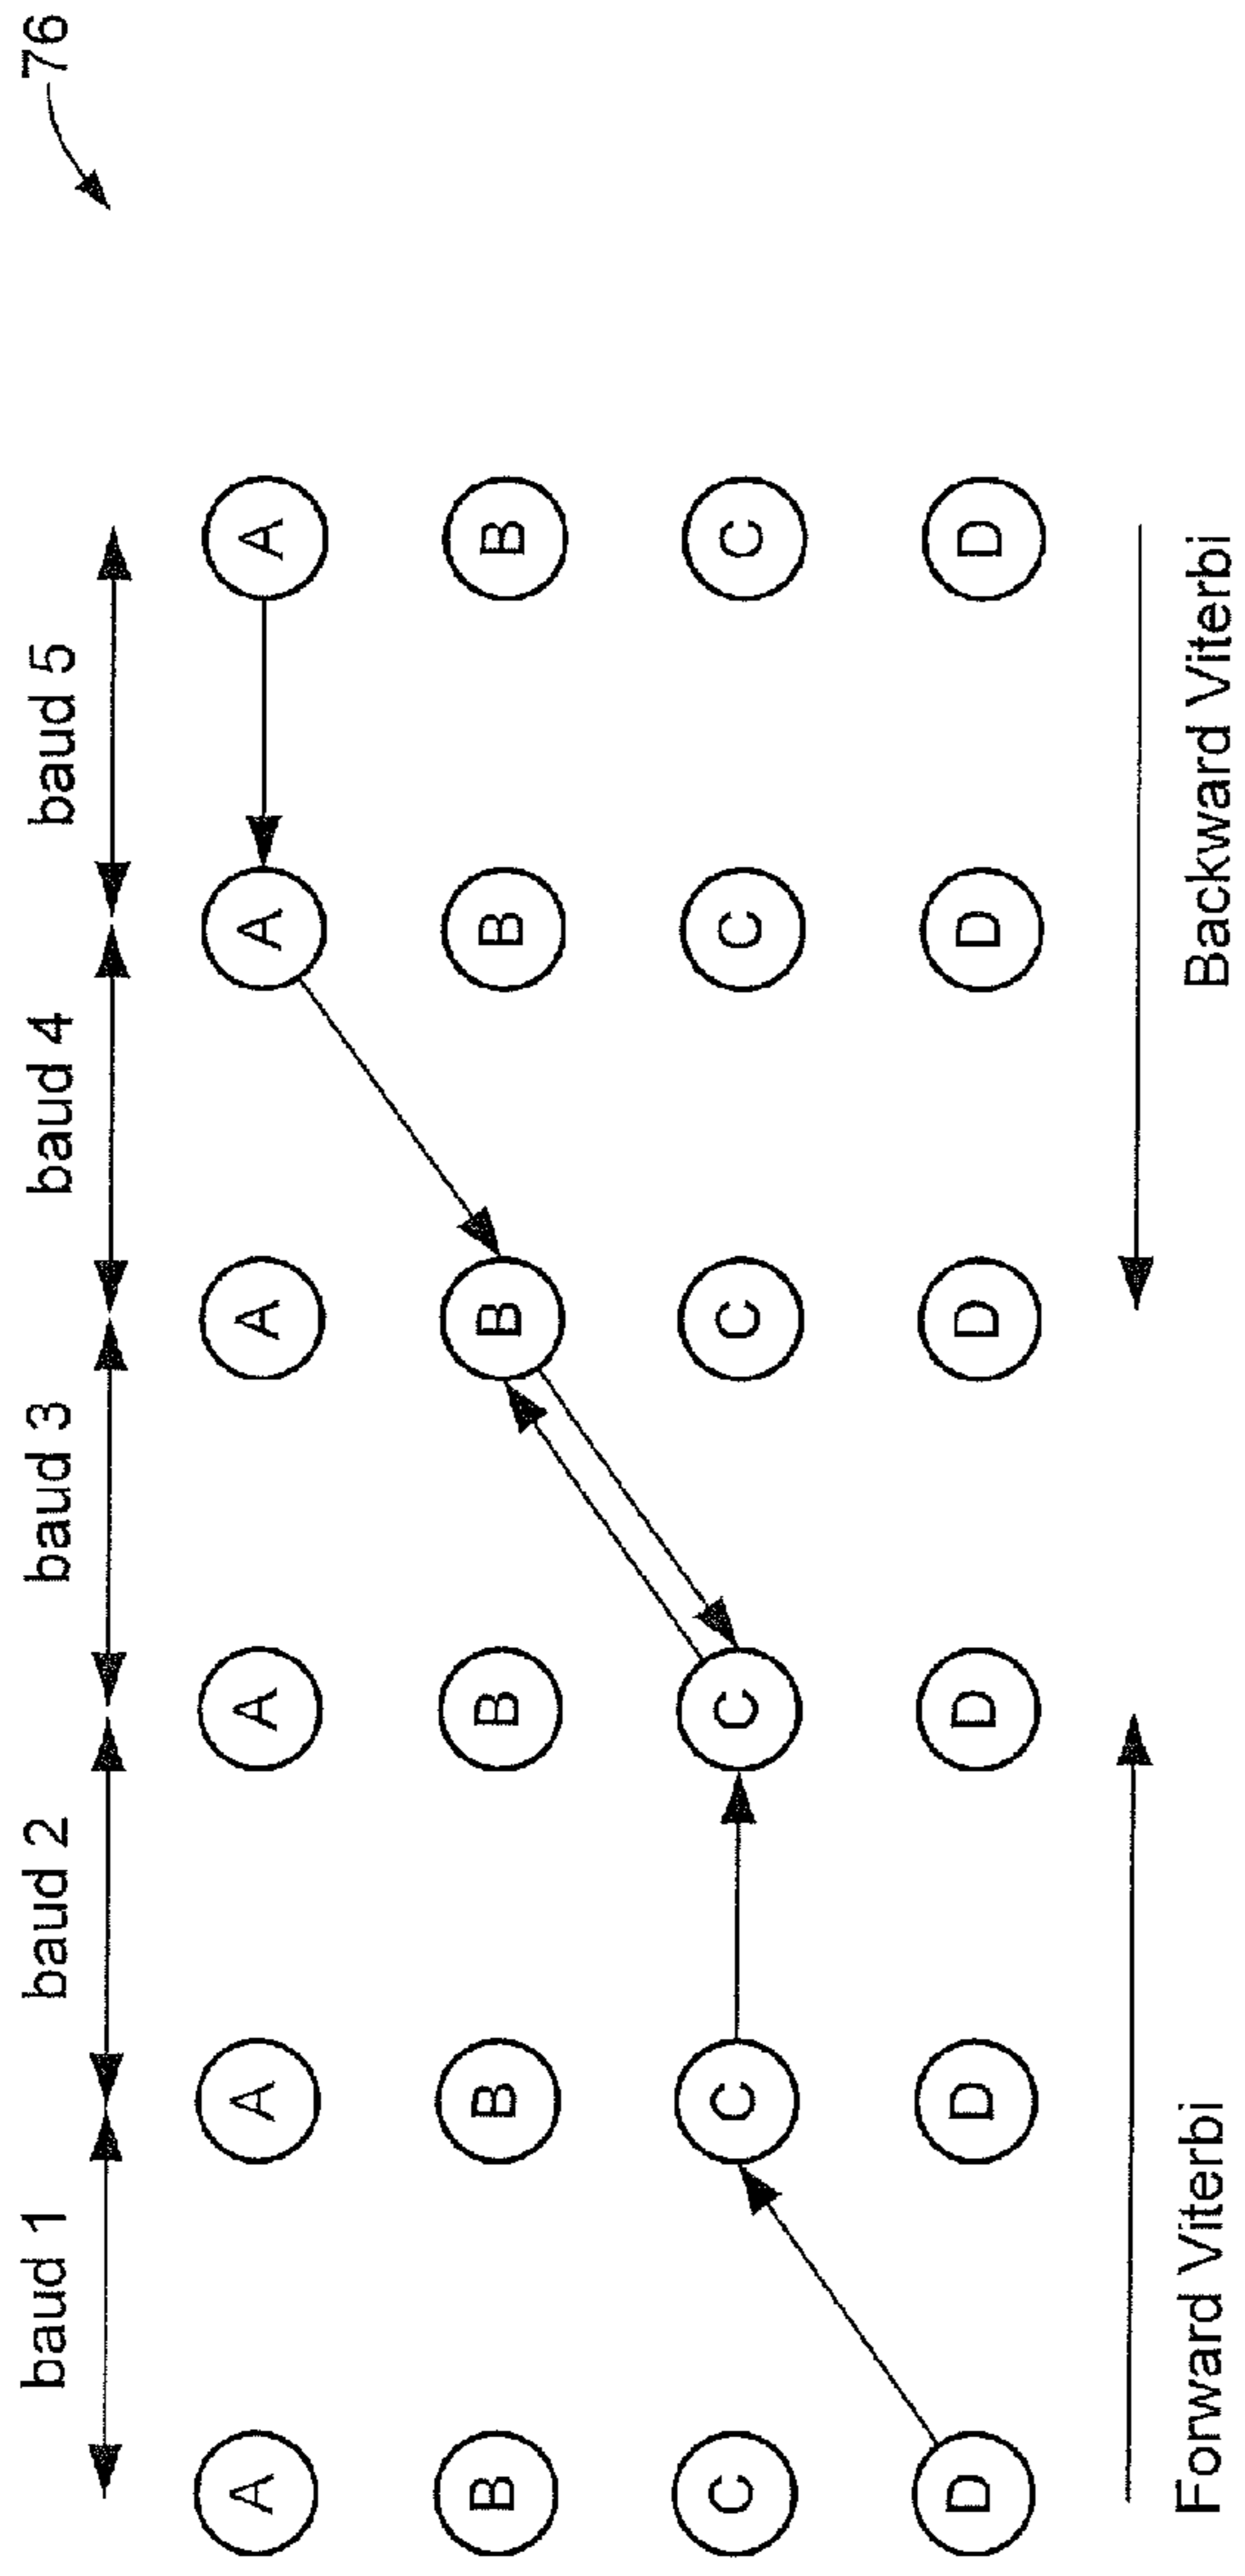 76
baud 1 baud 2 baud 3 baud 4 baud 5
A A A A A A
B B B B B B
C C C C C C
D D D D D D
Forward Viterbi Backward Viterbi